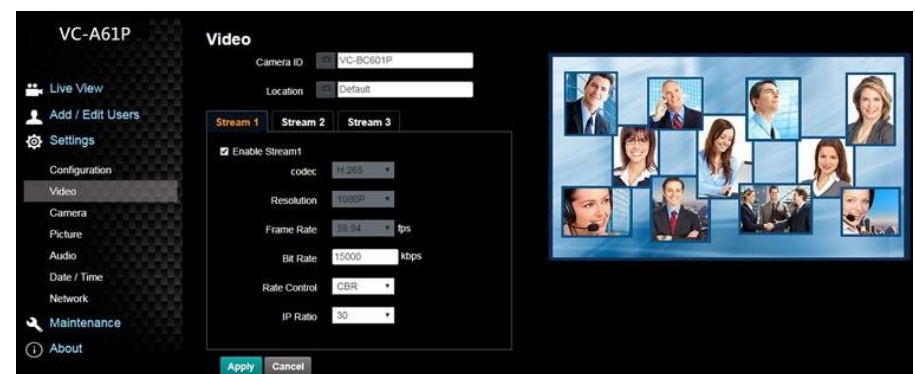 VC-A61P
Live View
Add / Edit Users
Settings
Configuration
Video
Camera
Picture
Audio
Date / Time
Network
Maintenance
About
Video
Camera ID VC-BC601P
Location Default
Stream 1 Stream 2 Stream 3
Enable Stream1
codec H.265
Resolution 1080P
Frame Rate 59.94 fps
Bit Rate 15000 kbps
Rate Control CBR
IP Ratio 30
Apply Cancel